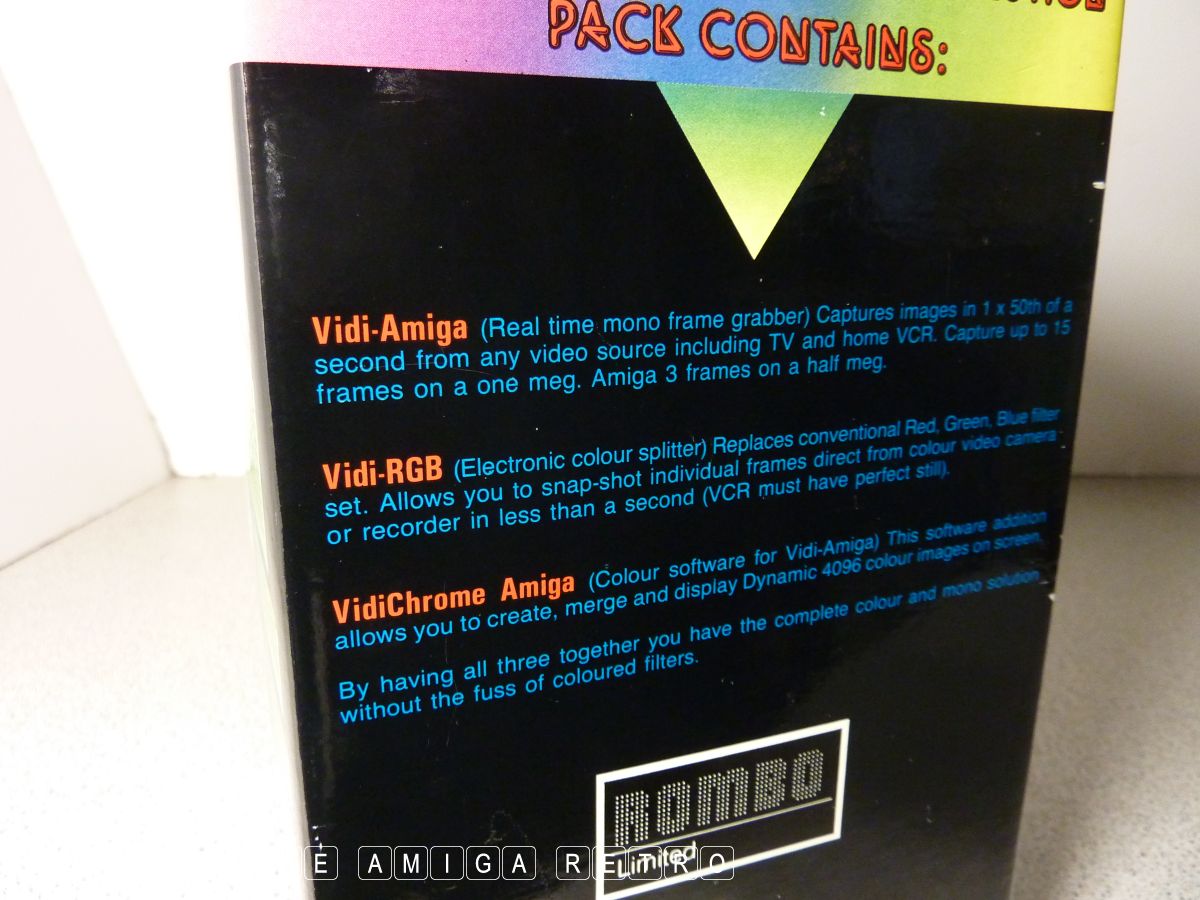 PACK CONTAINS:
Vidi-Amiga (Real time mono frame grabber) Captures images in 1 x 50th of a
second from any video source including TV and home VCR. Capture up to 15
frames on a one meg. Amiga 3 frames on a half meg.
Vidi-RGB (Electronic colour splitter) Replaces conventional Red, Green, Blue filter
set. Allows you to snap-shot individual frames direct from colour video camera
or recorder in less than a second (VCR must have perfect still).
VidiChrome Amiga (Colour software for Vidi-Amiga) This software addition
allows you to create, merge and display Dynamic 4096 colour images on screen.
By having all three together you have the complete colour and mono solution
without the fuss of coloured filters.
ROMBO
Limited
E AMIGA RETRO